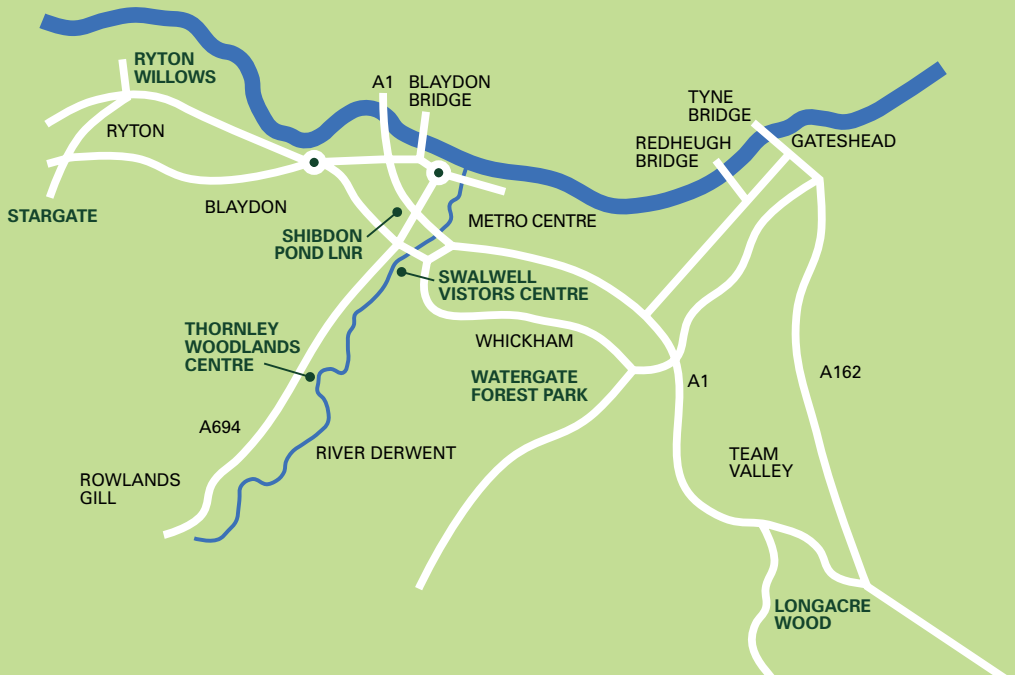 RYTON
WILLOWS
A1
BLAYDON
BRIDGE
TYNE
BRIDGE
RYTON
REDHEUGH
BRIDGE
GATESHEAD
STARGATE
BLAYDON
METRO CENTRE
SHIBDON
POND LNR
SWALWELL
VISTORS CENTRE
THORNLEY
WOODLANDS
CENTRE
WHICKHAM
WATERGATE
FOREST PARK
A1
A162
A694
RIVER DERWENT
TEAM
VALLEY
ROWLANDS
GILL
LONGACRE
WOOD